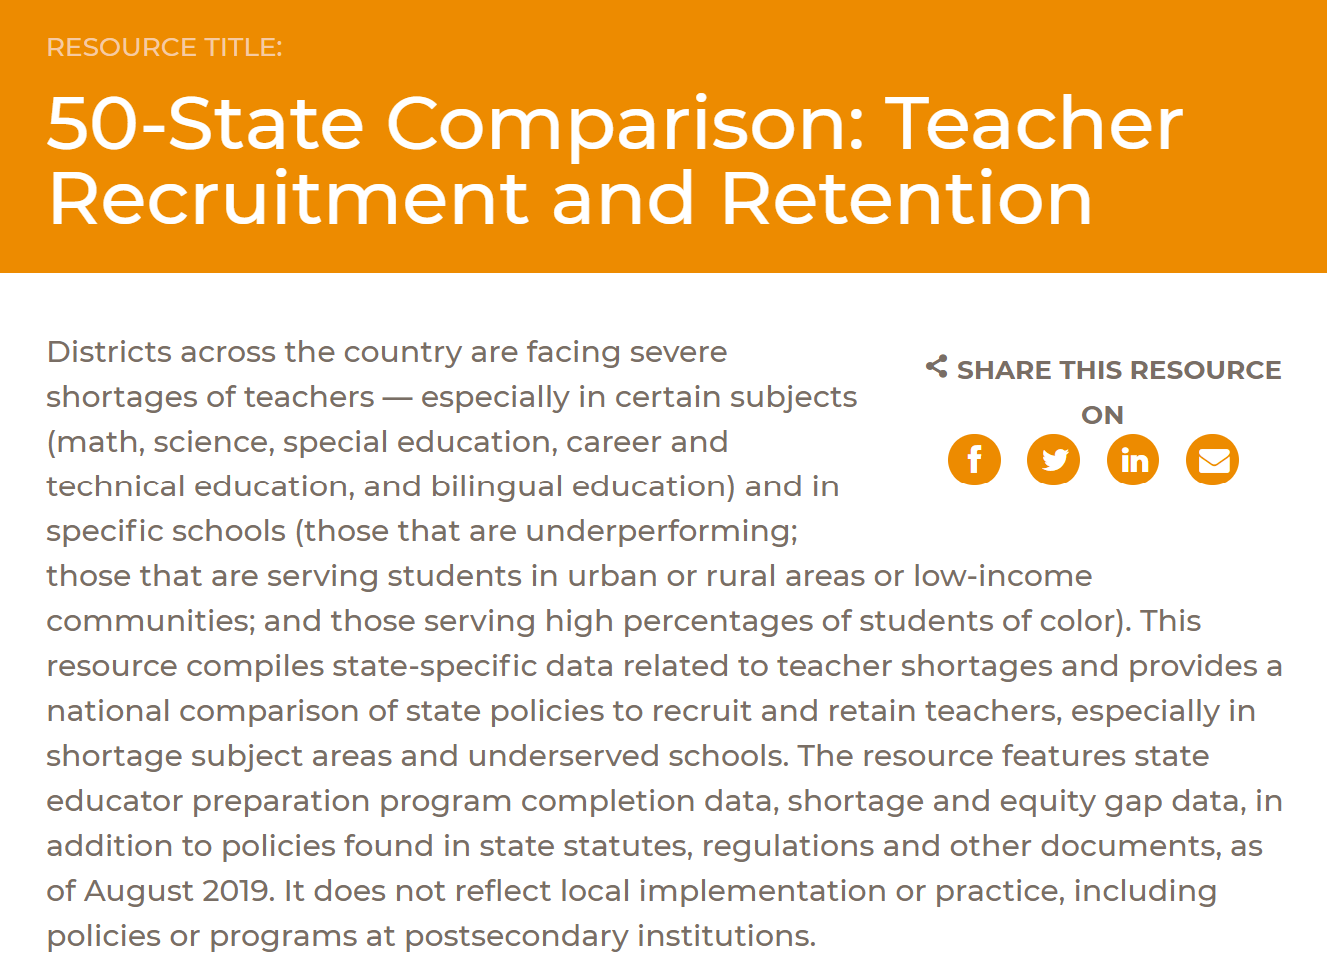 RESOURCE TITLE:
50-State Comparison: Teacher
Recruitment and Retention
Districts across the country are facing severe
shortages of teachers — especially in certain subjects
(math, science, special education, career and
technical education, and bilingual education) and in
specific schools (those that are underperforming;
those that are serving students in urban or rural areas or low-income
communities; and those serving high percentages of students of color). This
resource compiles state-specific data related to teacher shortages and provides a
national comparison of state policies to recruit and retain teachers, especially in
shortage subject areas and underserved schools. The resource features state
educator preparation program completion data, shortage and equity gap data, in
addition to policies found in state statutes, regulations and other documents, as
of August 2019. It does not reflect local implementation or practice, including
policies or programs at postsecondary institutions.
SHARE THIS RESOURCE
ON